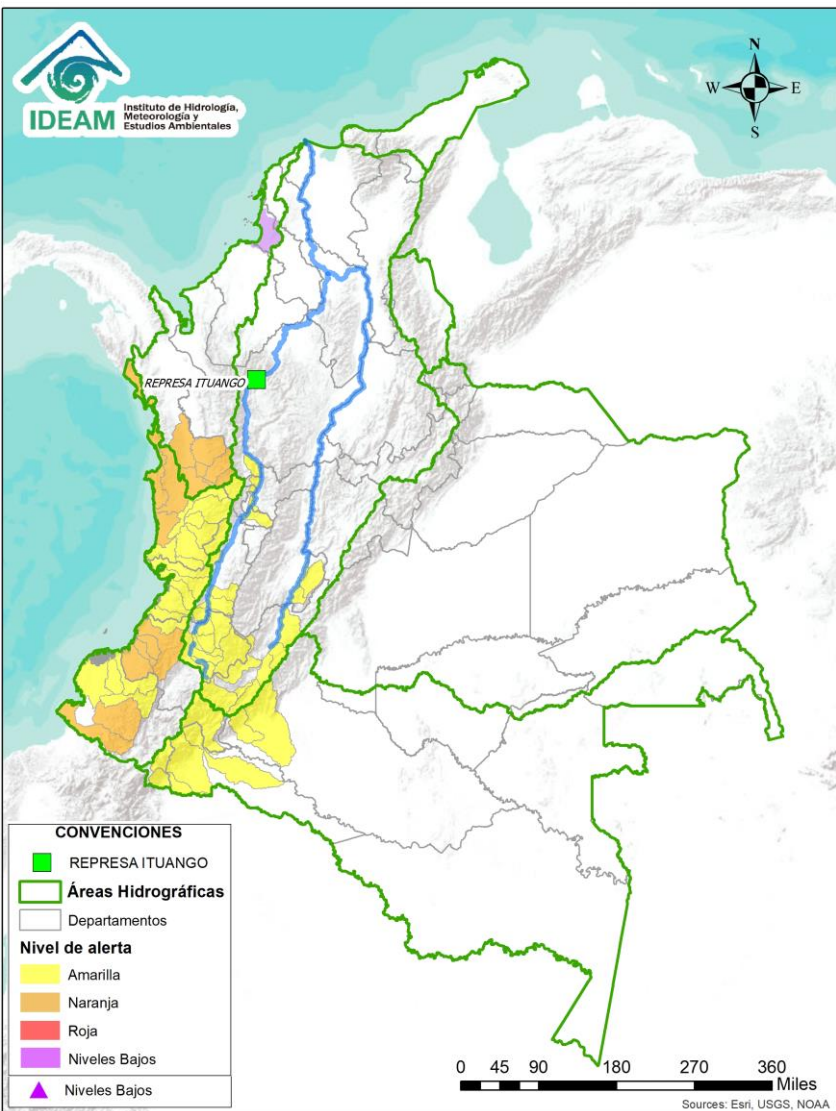 IDEAM
Instituto de Hidrología,
Meteorología y
Estudios Ambientales
N
W
E
S
REPRESA ITUANGO
CONVENCIONES
REPRESA ITUANGO
Áreas Hidrográficas
Departamentos
Nivel de alerta
Amarilla
Naranja
Roja
Niveles Bajos
Niveles Bajos
0 45 90 180 270 360
Miles
Sources: Esri, USGS, NOAA